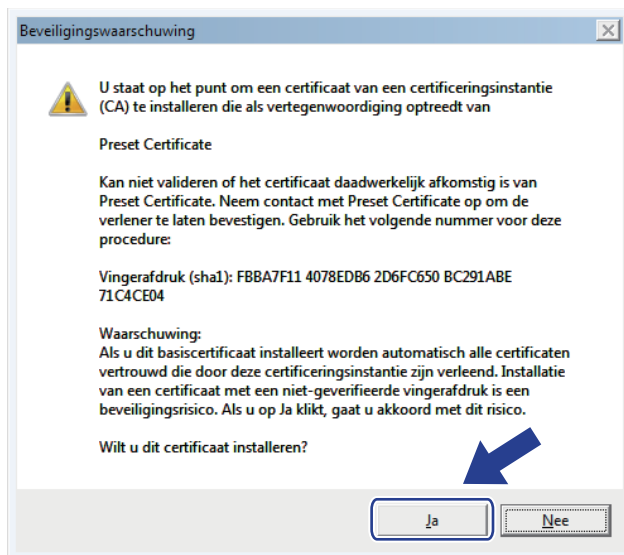 Beveiligingswaarschuwing
U staat op het punt om een certificaat van een certificeringsinstantie
(CA) te installeren die als vertegenwoordiging optreedt van
Preset Certificate
Kan niet valideren of het certificaat daadwerkelijk afkomstig is van
Preset Certificate. Neem contact met Preset Certificate op om de
verlener te laten bevestigen. Gebruik het volgende nummer voor deze
procedure:
Vingerafdruk (sha1): FBBA7F11 4078EDB6 2D6FC650 BC291ABE
71C4CE04
Waarschuwing:
Als u dit basiscertificaat installeert worden automatisch alle certificaten
vertrouwd die door deze certificeringsinstantie zijn verleend. Installatie
van een certificaat met een niet-geverifieerde vingerafdruk is een
beveiligingsrisico. Als u op Ja klikt, gaat u akkoord met dit risico.
Wilt u dit certificaat installeren?
Ja Nee